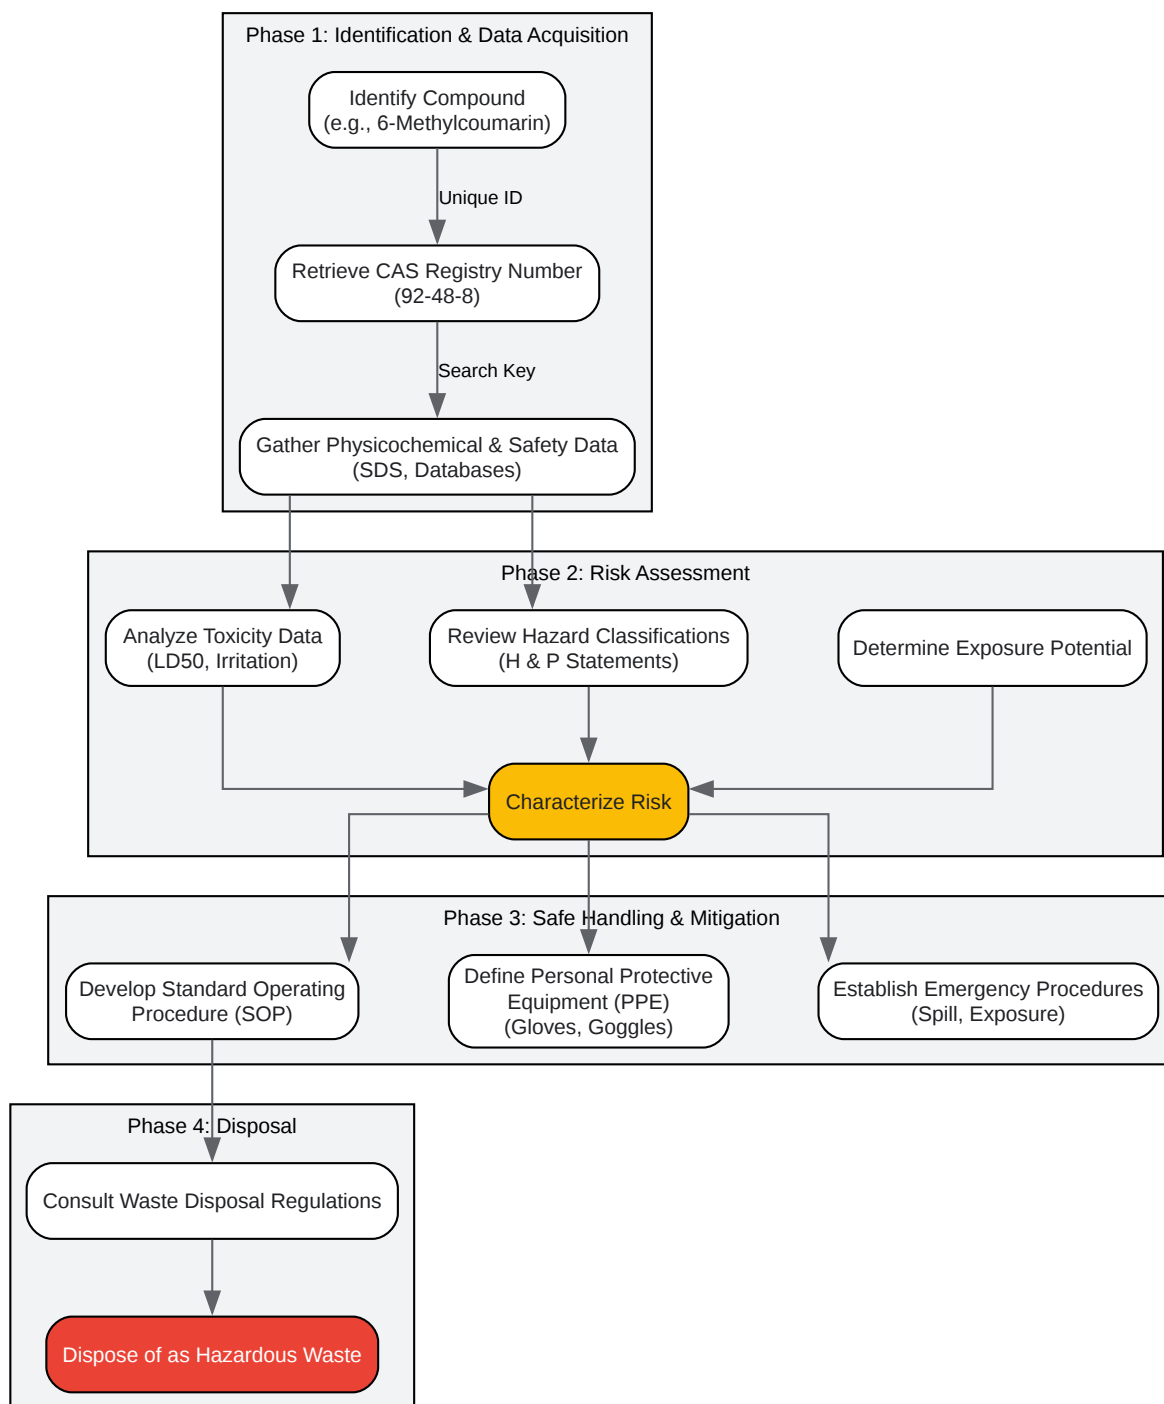 Phase 1: Identification & Data Acquisition
Identify Compound
(e.g., 6-Methylcoumarin)
Unique ID
Retrieve CAS Registry Number
(92-48-8)
Search Key
Gather Physicochemical & Safety Data
(SDS, Databases)
Phase 2: Risk Assessment
Analyze Toxicity Data
(LD50, Irritation)
Review Hazard Classifications
(H & P Statements)
Determine Exposure Potential
Characterize Risk
Phase 3: Safe Handling & Mitigation
Develop Standard Operating
Procedure (SOP)
Define Personal Protective
Equipment (PPE)
(Gloves, Goggles)
Establish Emergency Procedures
(Spill, Exposure)
Phase 4: Disposal
Consult Waste Disposal Regulations
Dispose of as Hazardous Waste